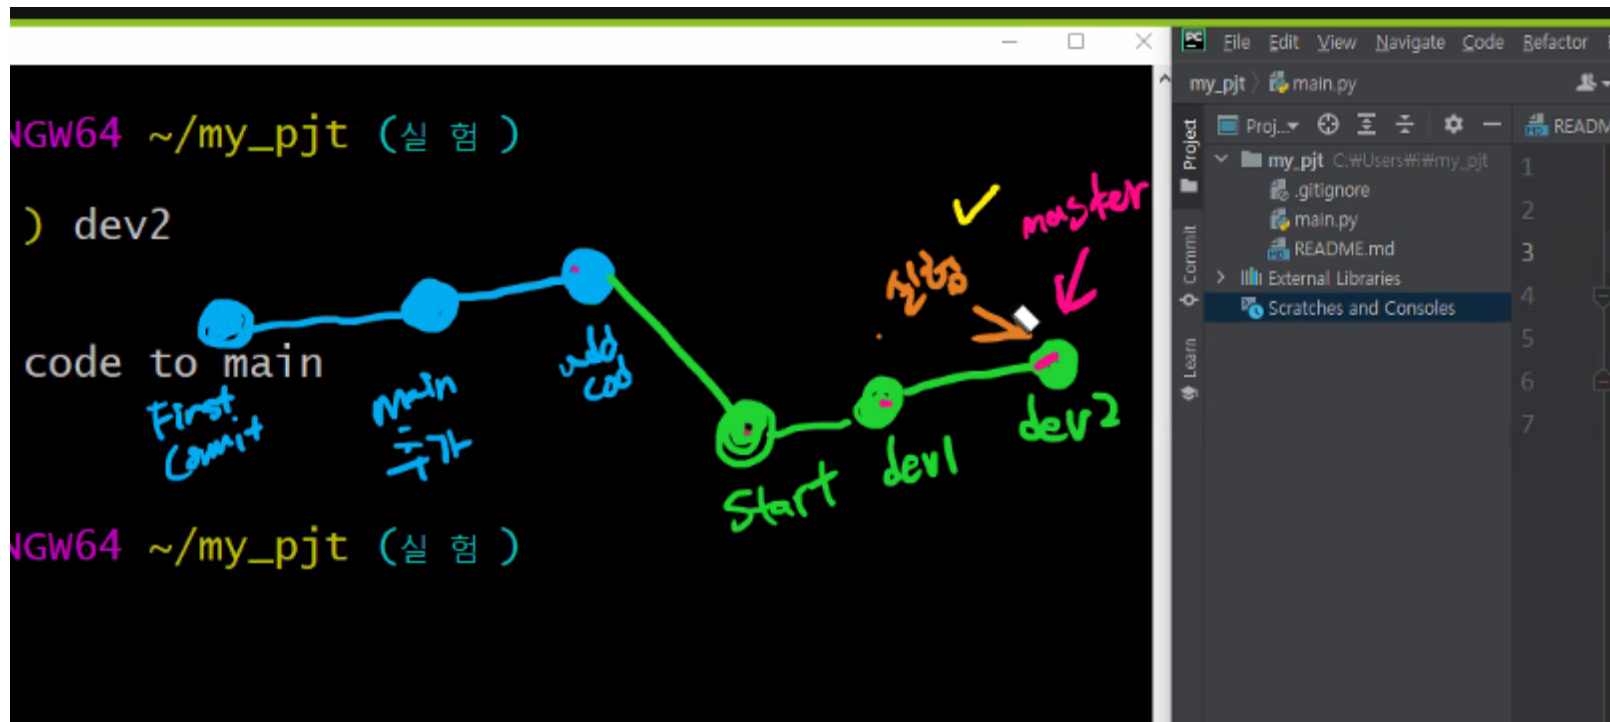 NGW64 ~/my_pjt (실 험 )
) dev2
code to main
NGW64 ~/my_pjt (실 험 )
First
Commit
main
추가
add
cod
Start
dev1
dev2
실험
master
PC File Edit View Navigate Code Refactor
my_pjt main.py
Proj... README
my_pjt C:₩Users₩i₩my_pjt
.gitignore
main.py
README.md
External Libraries
Scratches and Consoles
Project
Commit
Learn
1
2
3
4
5
6
7